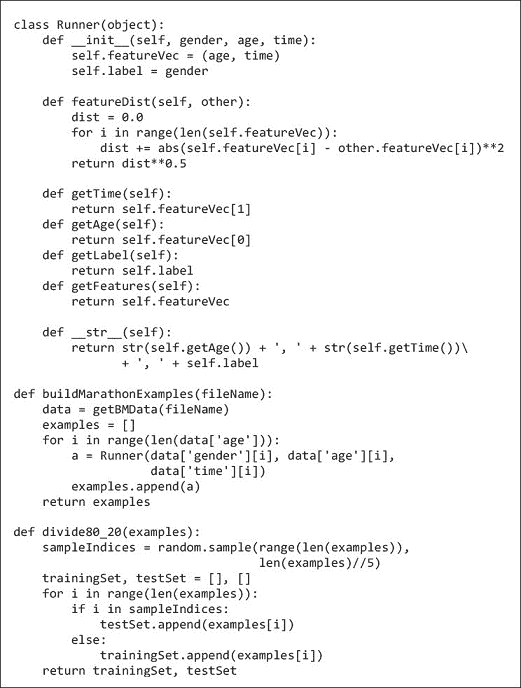 class Runner(object):
    def __init__(self, gender, age, time):
        self.featureVec = (age, time)
        self.label = gender

    def featureDist(self, other):
        dist = 0.0
        for i in range(len(self.featureVec)):
            dist += abs(self.featureVec[i] - other.featureVec[i])**2
        return dist**0.5

    def getTime(self):
        return self.featureVec[1]
    def getAge(self):
        return self.featureVec[0]
    def getLabel(self):
        return self.label
    def getFeatures(self):
        return self.featureVec

    def __str__(self):
        return str(self.getAge()) + ', ' + str(self.getTime())\
               + ', ' + self.label

def buildMarathonExamples(fileName):
    data = getBMData(fileName)
    examples = []
    for i in range(len(data['age'])):
        a = Runner(data['gender'][i], data['age'][i],
                   data['time'][i])
        examples.append(a)
    return examples

def divide80_20(examples):
    sampleIndices = random.sample(range(len(examples)),
                                  len(examples)//5)
    trainingSet, testSet = [], []
    for i in range(len(examples)):
        if i in sampleIndices:
            testSet.append(examples[i])
        else:
            trainingSet.append(examples[i])
    return trainingSet, testSet